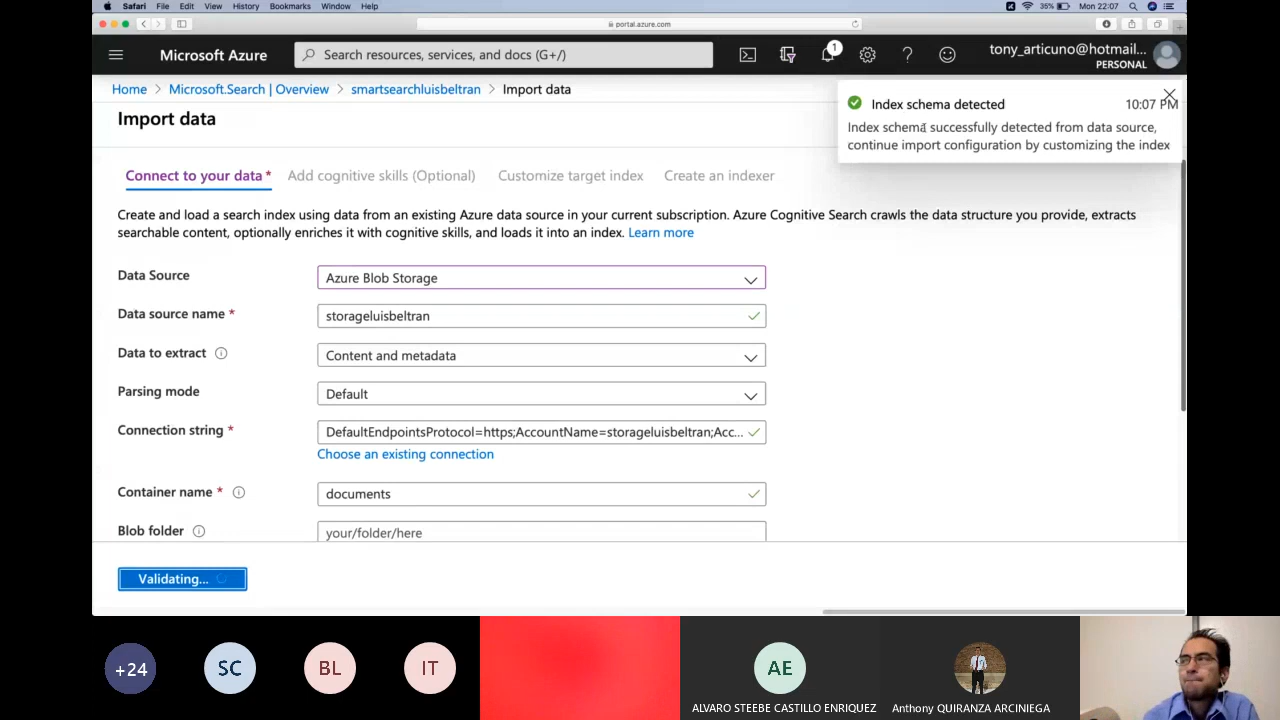 Safari File Edit View History Bookmarks Window Help
35% Mon 22:07
portal.azure.com
Microsoft Azure
Search resources, services, and docs (G+/)
1
tony_articuno@hotmail...
PERSONAL
Home > Microsoft.Search | Overview > smartsearchluisbeltran > Import data
Import data
Index schema detected
10:07 PM
Index schema successfully detected from data source,
continue import configuration by customizing the index
Connect to your data *
Add cognitive skills (Optional)
Customize target index
Create an indexer
Create and load a search index using data from an existing Azure data source in your current subscription. Azure Cognitive Search crawls the data structure you provide, extracts
searchable content, optionally enriches it with cognitive skills, and loads it into an index. Learn more
Data Source
Azure Blob Storage
Data source name *
storageluisbeltran
Data to extract
Content and metadata
Parsing mode
Default
Connection string *
DefaultEndpointsProtocol=https;AccountName=storageluisbeltran;Acc...
Choose an existing connection
Container name *
documents
Blob folder
your/folder/here
Validating...
+24
SC
BL
IT
AE
ALVARO STEEBE CASTILLO ENRIQUEZ
Anthony QUIRANZA ARCINIEGA